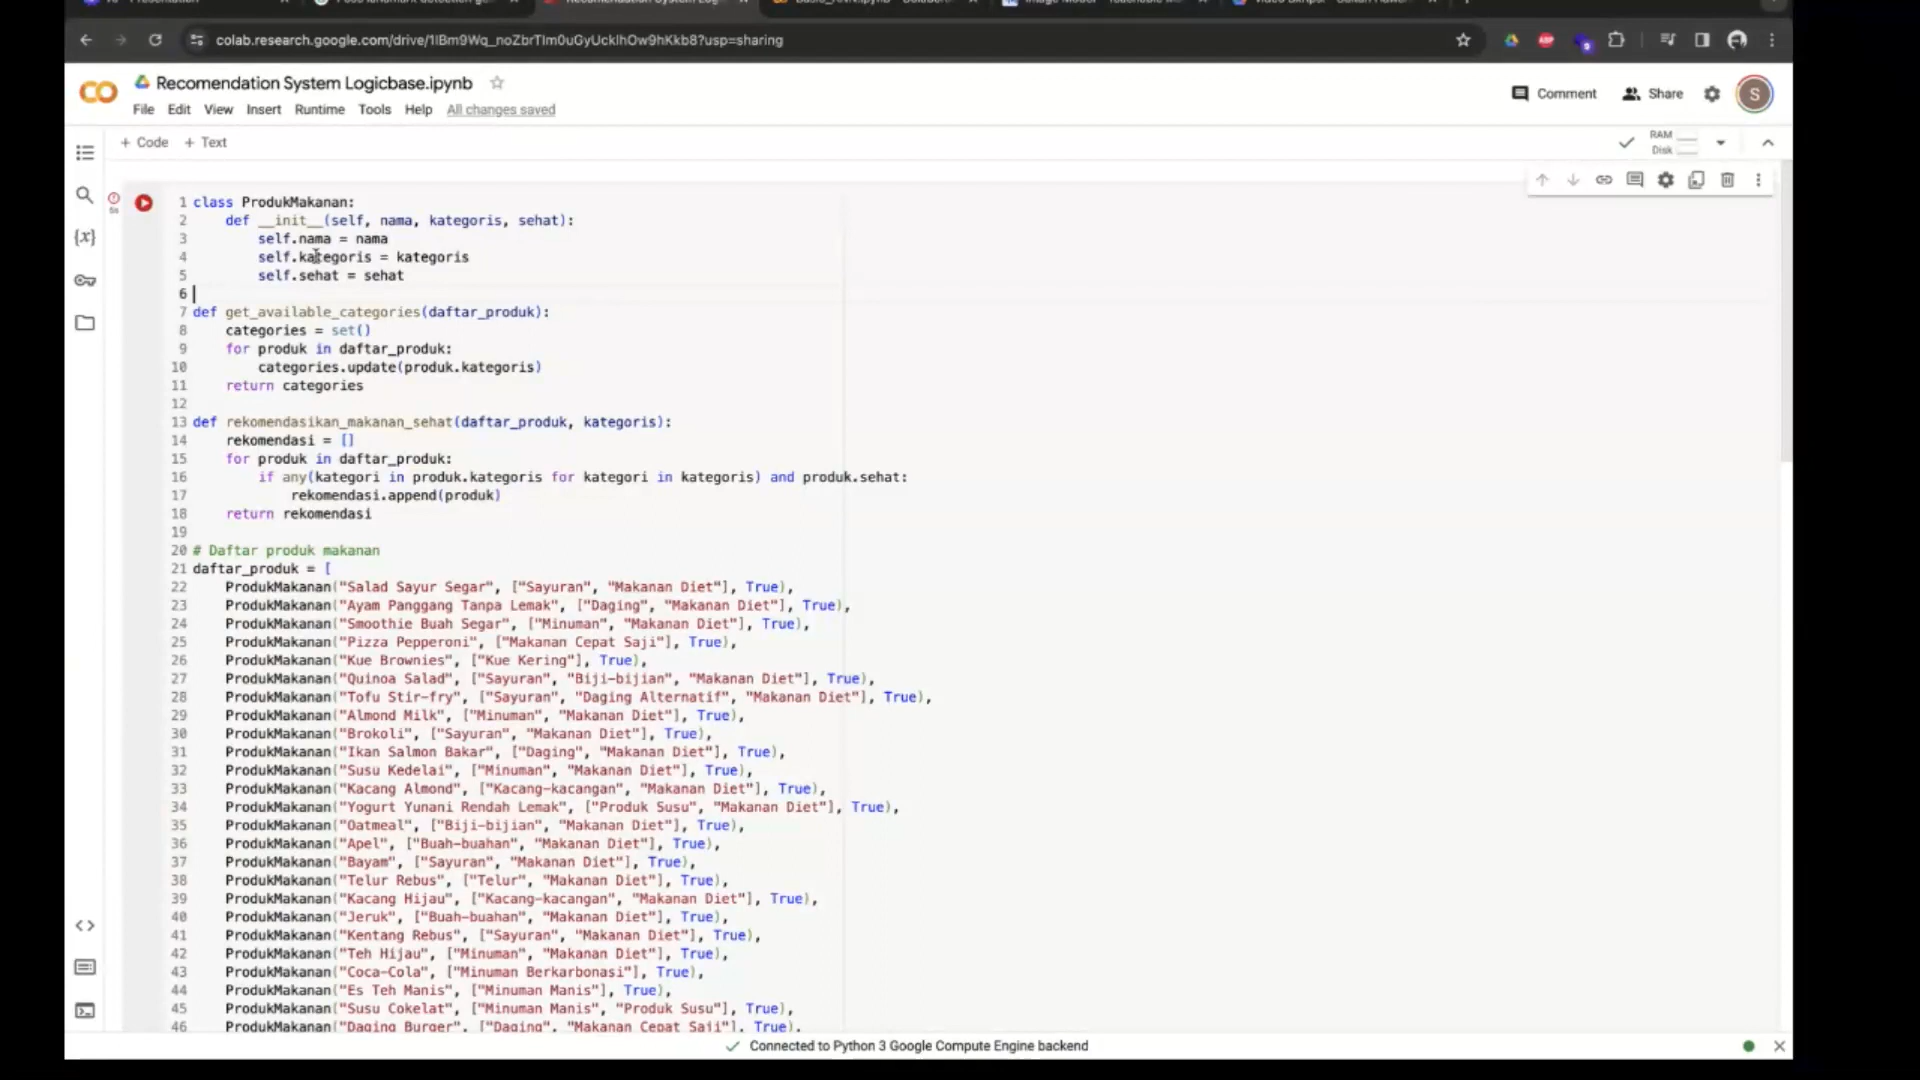 colab.research.google.com/drive/1lBm9Wq_noZbrTlm0uGyUcklhOw9hKkb8?usp=sharing
Recomendation System Logicbase.ipynb
Comment
Share
S
File Edit View Insert Runtime Tools Help All changes saved
+ Code + Text
RAM
Disk
1 class ProdukMakanan:
2 def __init__(self, nama, kategoris, sehat):
3 self.nama = nama
4 self.kategoris = kategoris
5 self.sehat = sehat
6
7 def get_available_categories(daftar_produk):
8 categories = set()
9 for produk in daftar_produk:
10 categories.update(produk.kategoris)
11 return categories
12
13 def rekomendasikan_makanan_sehat(daftar_produk, kategoris):
14 rekomendasi = []
15 for produk in daftar_produk:
16 if any(kategori in produk.kategoris for kategori in kategoris) and produk.sehat:
17 rekomendasi.append(produk)
18 return rekomendasi
19
20 # Daftar produk makanan
21 daftar_produk = [
22 ProdukMakanan("Salad Sayur Segar", ["Sayuran", "Makanan Diet"], True),
23 ProdukMakanan("Ayam Panggang Tanpa Lemak", ["Daging", "Makanan Diet"], True),
24 ProdukMakanan("Smoothie Buah Segar", ["Minuman", "Makanan Diet"], True),
25 ProdukMakanan("Pizza Pepperoni", ["Makanan Cepat Saji"], True),
26 ProdukMakanan("Kue Brownies", ["Kue Kering"], True),
27 ProdukMakanan("Quinoa Salad", ["Sayuran", "Biji-bijian", "Makanan Diet"], True),
28 ProdukMakanan("Tofu Stir-fry", ["Sayuran", "Daging Alternatif", "Makanan Diet"], True),
29 ProdukMakanan("Almond Milk", ["Minuman", "Makanan Diet"], True),
30 ProdukMakanan("Brokoli", ["Sayuran", "Makanan Diet"], True),
31 ProdukMakanan("Ikan Salmon Bakar", ["Daging", "Makanan Diet"], True),
32 ProdukMakanan("Susu Kedelai", ["Minuman", "Makanan Diet"], True),
33 ProdukMakanan("Kacang Almond", ["Kacang-kacangan", "Makanan Diet"], True),
34 ProdukMakanan("Yogurt Yunani Rendah Lemak", ["Produk Susu", "Makanan Diet"], True),
35 ProdukMakanan("Oatmeal", ["Biji-bijian", "Makanan Diet"], True),
36 ProdukMakanan("Apel", ["Buah-buahan", "Makanan Diet"], True),
37 ProdukMakanan("Bayam", ["Sayuran", "Makanan Diet"], True),
38 ProdukMakanan("Telur Rebus", ["Telur", "Makanan Diet"], True),
39 ProdukMakanan("Kacang Hijau", ["Kacang-kacangan", "Makanan Diet"], True),
40 ProdukMakanan("Jeruk", ["Buah-buahan", "Makanan Diet"], True),
41 ProdukMakanan("Kentang Rebus", ["Sayuran", "Makanan Diet"], True),
42 ProdukMakanan("Teh Hijau", ["Minuman", "Makanan Diet"], True),
43 ProdukMakanan("Coca-Cola", ["Minuman Berkarbonasi"], True),
44 ProdukMakanan("Es Teh Manis", ["Minuman Manis"], True),
45 ProdukMakanan("Susu Cokelat", ["Minuman Manis", "Produk Susu"], True),
46 ProdukMakanan("Daging Burger", ["Daging", "Makanan Cepat Saji"], True),
Connected to Python 3 Google Compute Engine backend